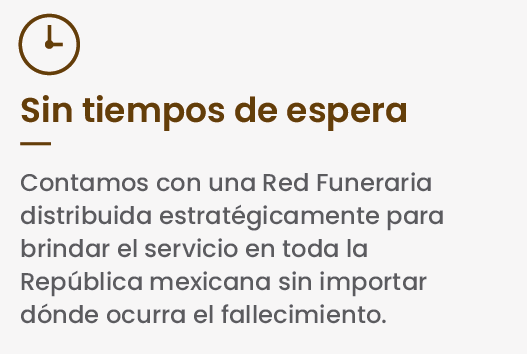 Sin tiempos de espera
Contamos con una Red Funeraria
distribuida estratégicamente para
brindar el servicio en toda la
República mexicana sin importar
dónde ocurra el fallecimiento.